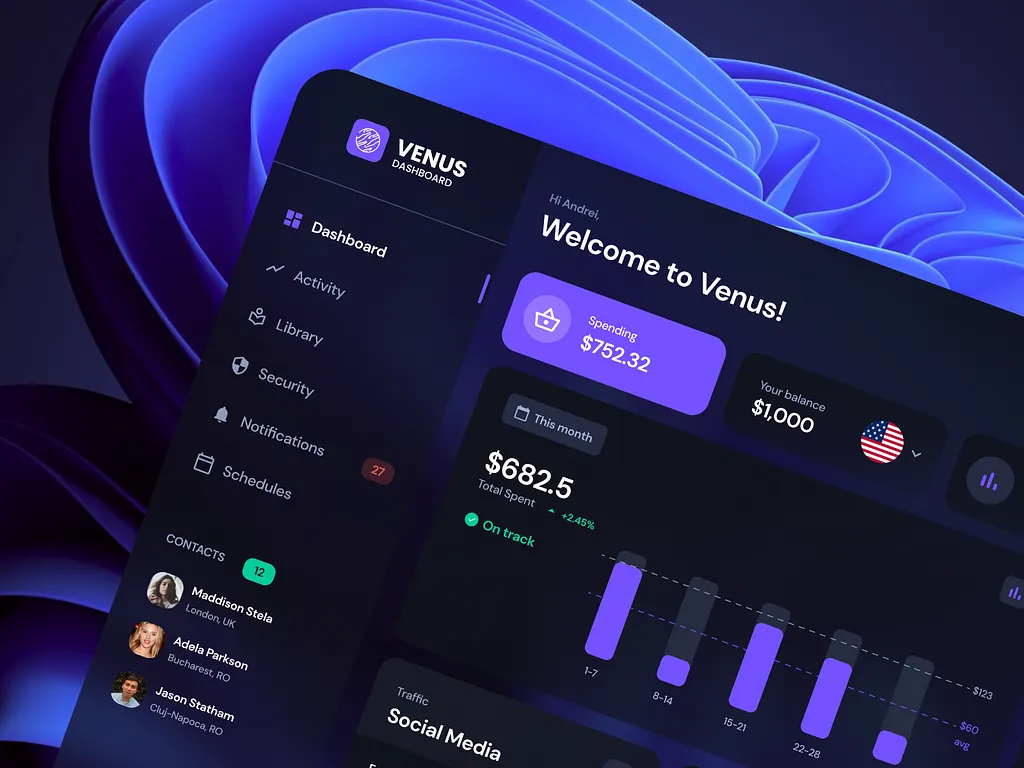 VENUS
DASHBOARD
Dashboard
Activity
Library
Security
Notifications
27
Schedules
CONTACTS
12
Maddison Stela
London, UK
Adela Parkson
Bucharest, RO
Jason Statham
Cluj-Napoca, RO
Hi Andrei,
Welcome to Venus!
Spending
$752.32
Your balance
$1,000
This month
$682.5
Total Spent
+2.45%
On track
$123
$60
avg
1-7
8-14
15-21
22-28
Traffic
Social Media